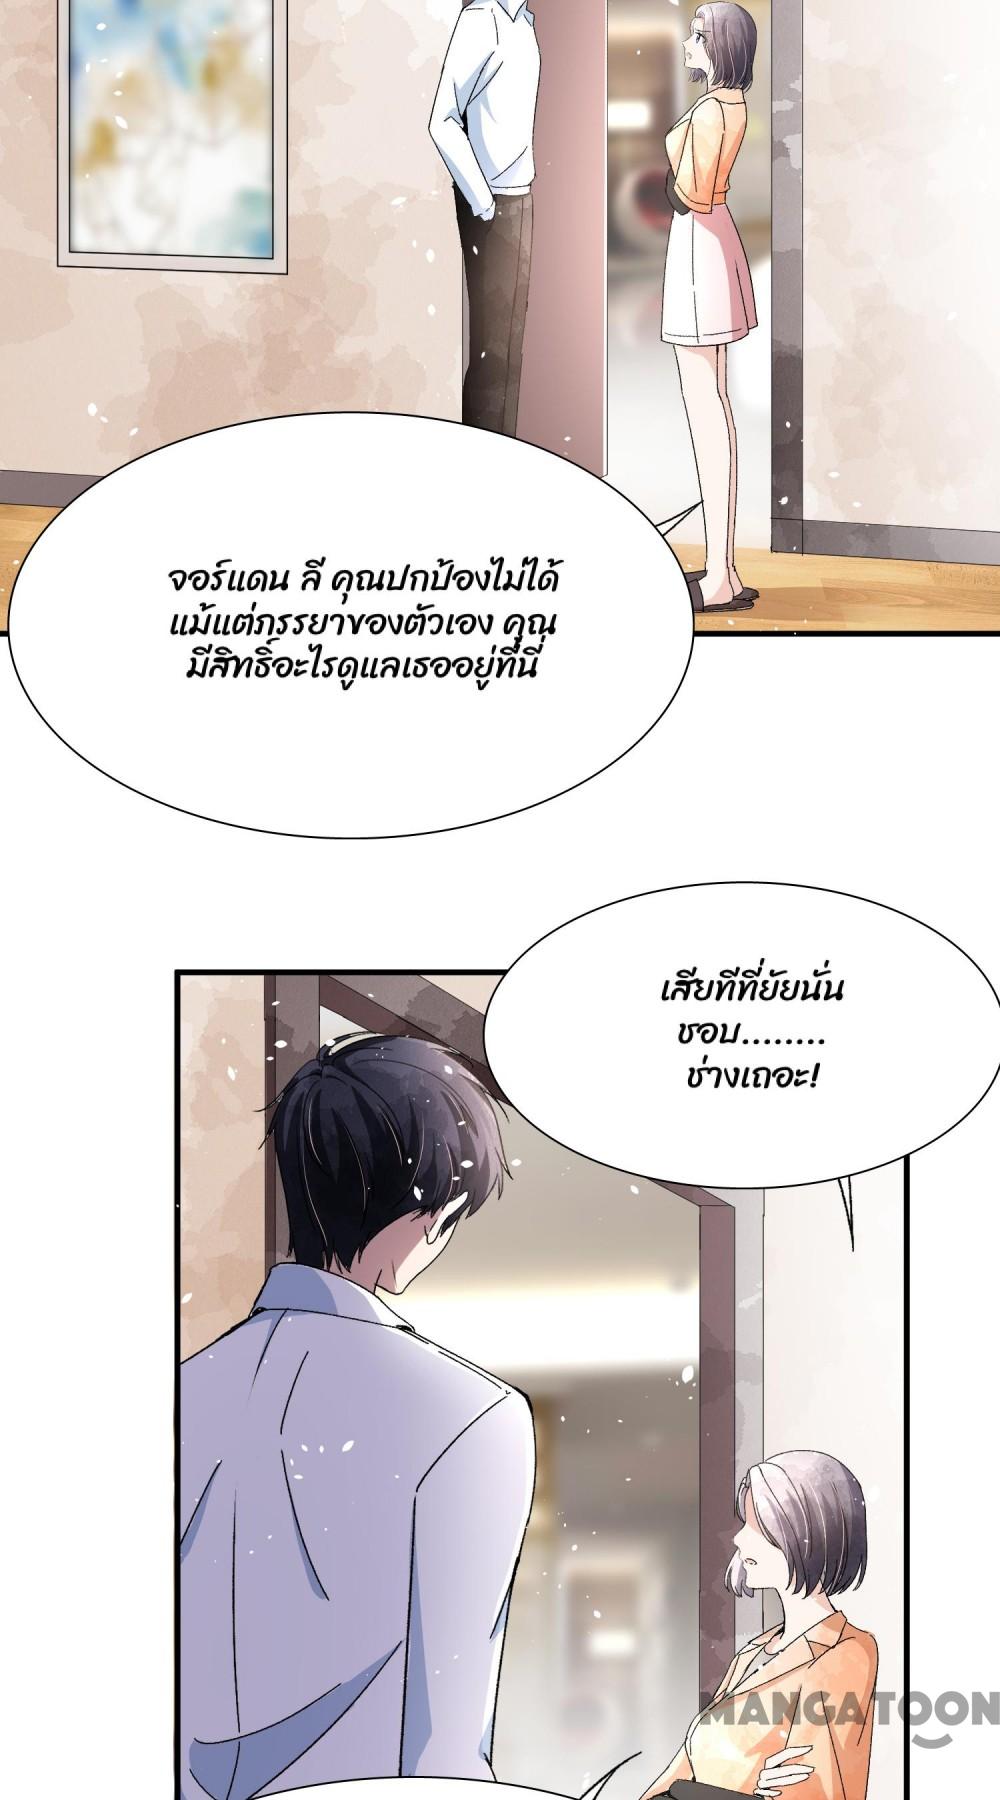 จอร์แดน ลี คุณปกป้องไม่ได้
แม้แต่ภรรยาของตัวเอง คุณ
มีสิทธิ์อะไรดูแลเธออยู่ที่นี่
เสียทีที่ยัยนั่น
ชอบ........
ช่างเถอะ!
MANGATOON